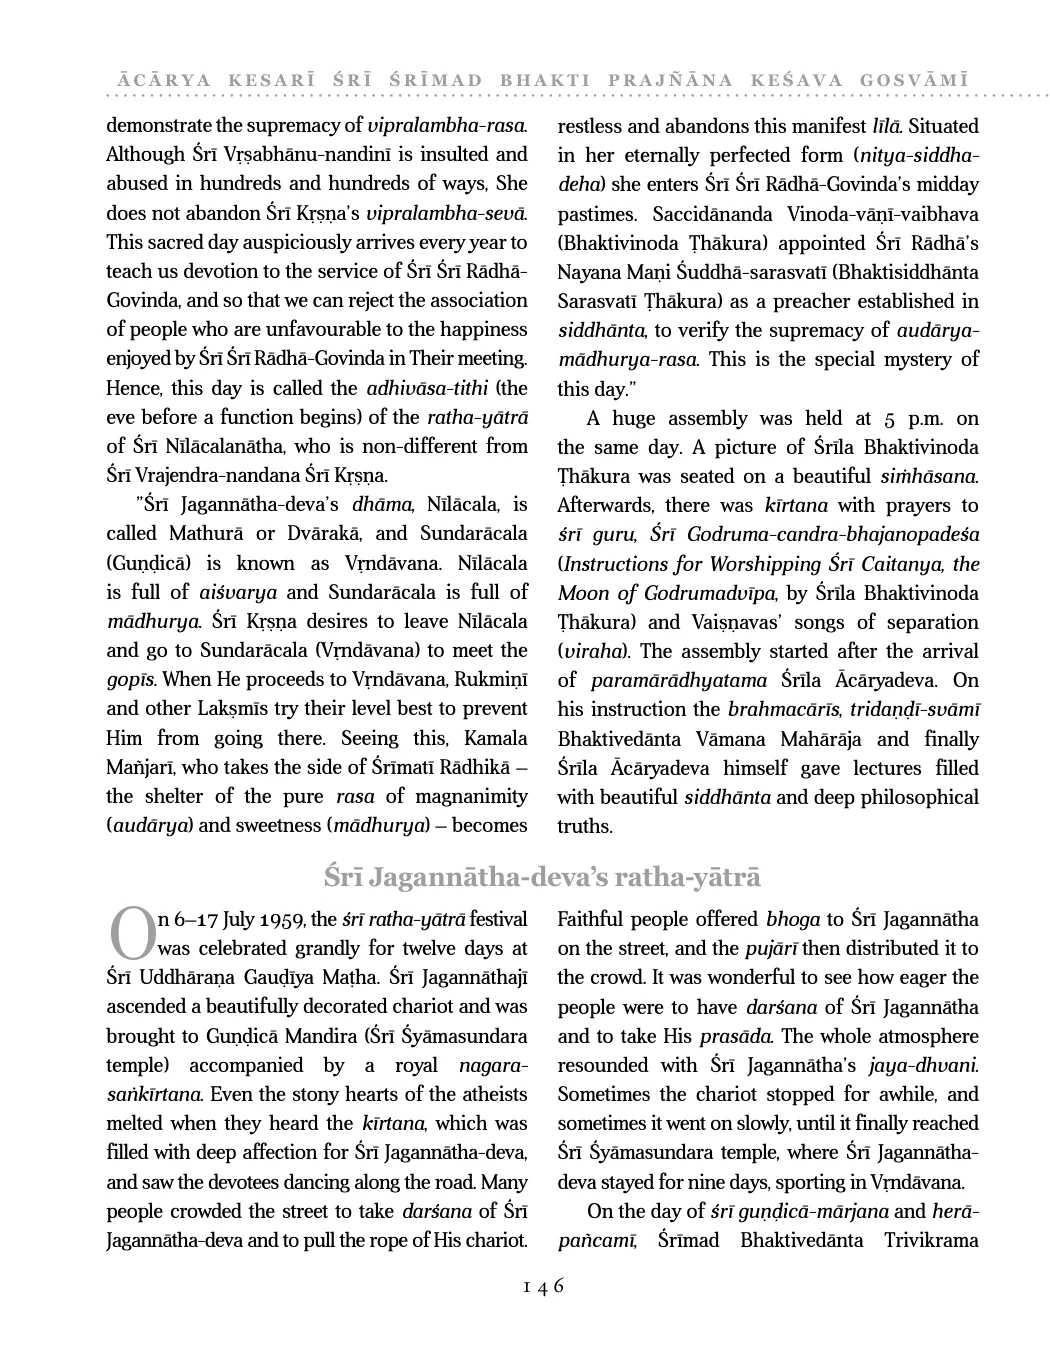 ĀCĀRYA KESARĪ ŚRĪ ŚRĪMAD BHAKTI PRAJÑĀNA KEŚAVA GOSVĀMĪ
demonstrate the supremacy of vipralambha-rasa.
Although Śrī Vṛṣabhānu-nandinī is insulted and
abused in hundreds and hundreds of ways, She
does not abandon Śrī Kṛṣṇa’s vipralambha-sevā.
This sacred day auspiciously arrives every year to
teach us devotion to the service of Śrī Śrī Rādhā-
Govinda, and so that we can reject the association
of people who are unfavourable to the happiness
enjoyed by Śrī Śrī Rādhā-Govinda in Their meeting.
Hence, this day is called the adhivāsa-tithi (the
eve before a function begins) of the ratha-yātrā
of Śrī Nīlācalanātha, who is non-different from
Śrī Vrajendra-nandana Śrī Kṛṣṇa.
”Śrī Jagannātha-deva’s dhāma, Nīlācala, is
called Mathurā or Dvārakā, and Sundarācala
(Guṇḍicā) is known as Vṛndāvana. Nīlācala
is full of aiśvarya and Sundarācala is full of
mādhurya. Śrī Kṛṣṇa desires to leave Nīlācala
and go to Sundarācala (Vṛndāvana) to meet the
gopīs. When He proceeds to Vṛndāvana, Rukmiṇī
and other Lakṣmīs try their level best to prevent
Him from going there. Seeing this, Kamala
Mañjarī, who takes the side of Śrīmatī Rādhikā –
the shelter of the pure rasa of magnanimity
(audārya) and sweetness (mādhurya) – becomes
restless and abandons this manifest līlā. Situated
in her eternally perfected form (nitya-siddha-
deha) she enters Śrī Śrī Rādhā-Govinda’s midday
pastimes. Saccidānanda Vinoda-vāṇī-vaibhava
(Bhaktivinoda Ṭhākura) appointed Śrī Rādhā’s
Nayana Maṇi Śuddhā-sarasvatī (Bhaktisiddhānta
Sarasvatī Ṭhākura) as a preacher established in
siddhānta, to verify the supremacy of audārya-
mādhurya-rasa. This is the special mystery of
this day.”
A huge assembly was held at 5 p.m. on
the same day. A picture of Śrīla Bhaktivinoda
Ṭhākura was seated on a beautiful siṁhāsana.
Afterwards, there was kīrtana with prayers to
śrī guru, Śrī Godruma-candra-bhajanopadeśa
(Instructions for Worshipping Śrī Caitanya, the
Moon of Godrumadvīpa, by Śrīla Bhaktivinoda
Ṭhākura) and Vaiṣṇavas’ songs of separation
(viraha). The assembly started after the arrival
of paramārādhyatama Śrīla Ācāryadeva. On
his instruction the brahmacārīs, tridaṇḍī-svāmī
Bhaktivedānta Vāmana Mahārāja and finally
Śrīla Ācāryadeva himself gave lectures filled
with beautiful siddhānta and deep philosophical
truths.
Śrī Jagannātha-deva’s ratha-yātrā
On 6–17 July 1959, the śrī ratha-yātrā festival
was celebrated grandly for twelve days at
Śrī Uddhāraṇa Gauḍīya Maṭha. Śrī Jagannāthajī
ascended a beautifully decorated chariot and was
brought to Guṇḍicā Mandira (Śrī Śyāmasundara
temple) accompanied by a royal nagara-
saṅkīrtana. Even the stony hearts of the atheists
melted when they heard the kīrtana, which was
filled with deep affection for Śrī Jagannātha-deva,
and saw the devotees dancing along the road. Many
people crowded the street to take darśana of Śrī
Jagannātha-deva and to pull the rope of His chariot.
Faithful people offered bhoga to Śrī Jagannātha
on the street, and the pujārī then distributed it to
the crowd. It was wonderful to see how eager the
people were to have darśana of Śrī Jagannātha
and to take His prasāda. The whole atmosphere
resounded with Śrī Jagannātha’s jaya-dhvani.
Sometimes the chariot stopped for awhile, and
sometimes it went on slowly, until it finally reached
Śrī Śyāmasundara temple, where Śrī Jagannātha-
deva stayed for nine days, sporting in Vṛndāvana.
On the day of śrī guṇḍicā-mārjana and herā-
pañcamī, Śrīmad Bhaktivedānta Trivikrama
146